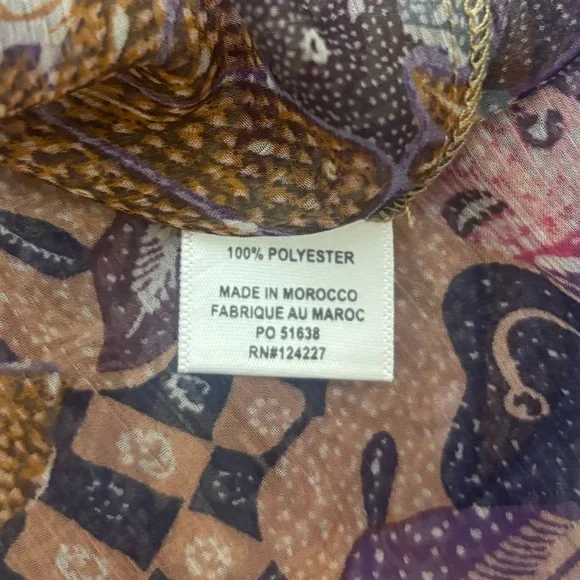 100% POLYESTER
MADE IN MOROCCO
FABRIQUE AU MAROC
PO 51638
RN#124227